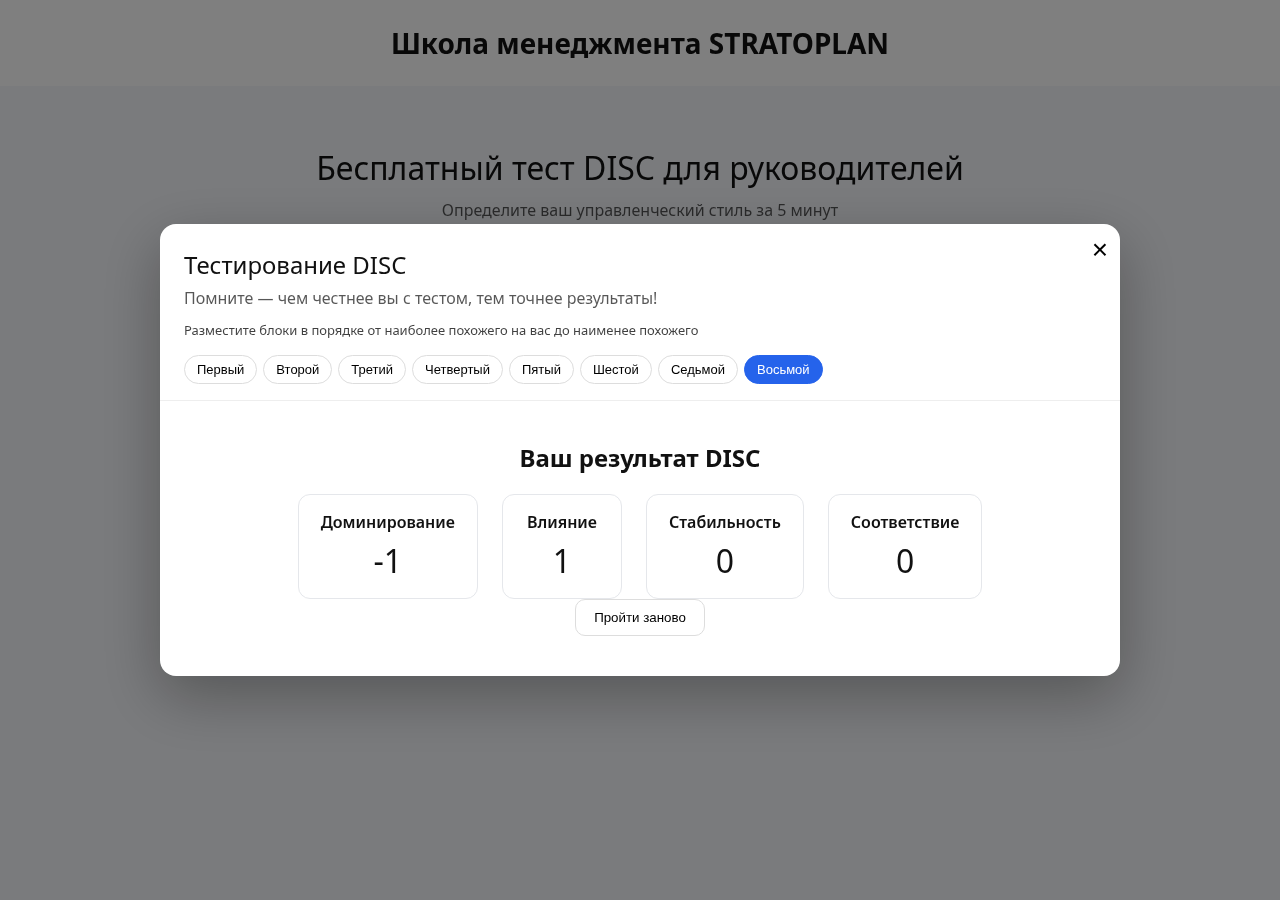 Школа менеджмента STRATOPLAN
Бесплатный тест DISC для руководителей
Определите ваш управленческий стиль за 5 минут
✕
Тестирование DISC
Помните — чем честнее вы с тестом, тем точнее результаты!
Разместите блоки в порядке от наиболее похожего на вас до наименее похожего
Первый Второй Третий Четвертый Пятый Шестой Седьмой Восьмой
Ваш результат DISC
Доминирование Влияние Стабильность Соответствие
-1 1 0 0
Пройти заново